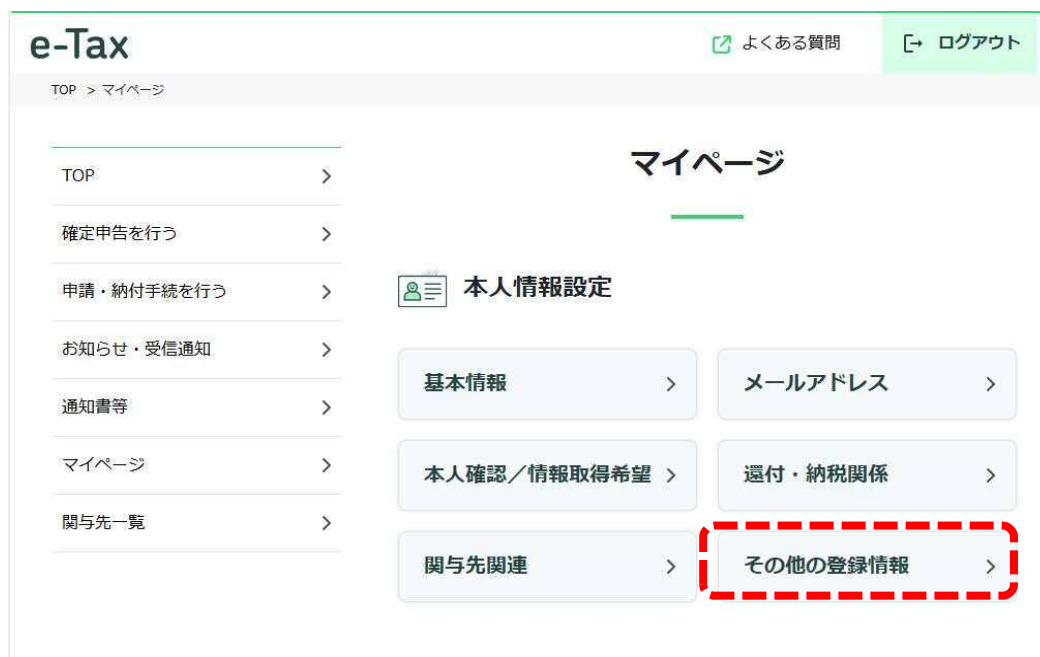 e-Tax
よくある質問
ログアウト
TOP > マイページ
TOP
確定申告を行う
申請・納付手続を行う
お知らせ・受信通知
通知書等
マイページ
関与先一覧
マイページ
本人情報設定
基本情報
メールアドレス
本人確認／情報取得希望
還付・納税関係
関与先関連
その他の登録情報